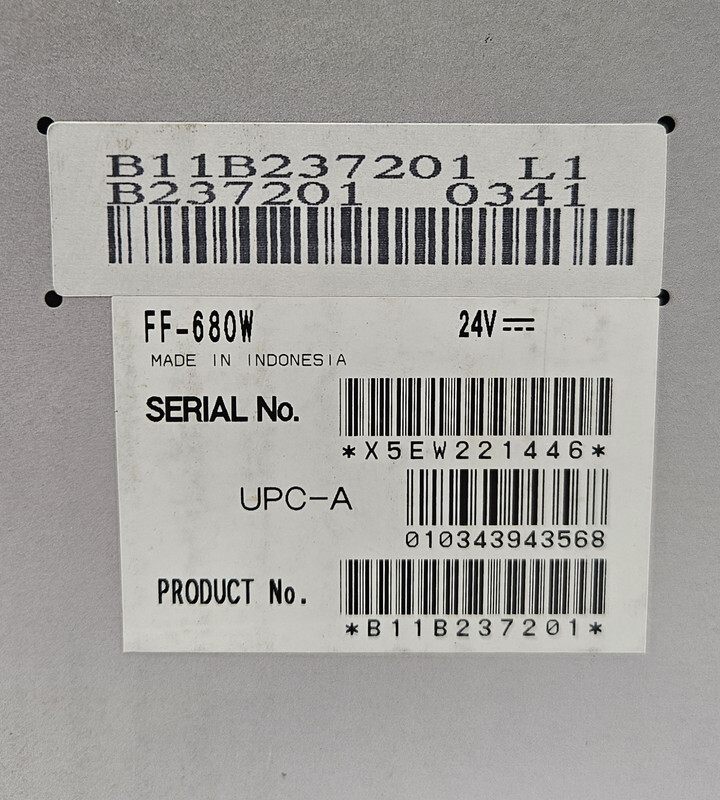 B11B237201 L1
B237201 0341
FF-680W 24V
MADE IN INDONESIA
SERIAL No.
*X5EW221446*
UPC-A
010343943568
PRODUCT No.
*B11B237201*